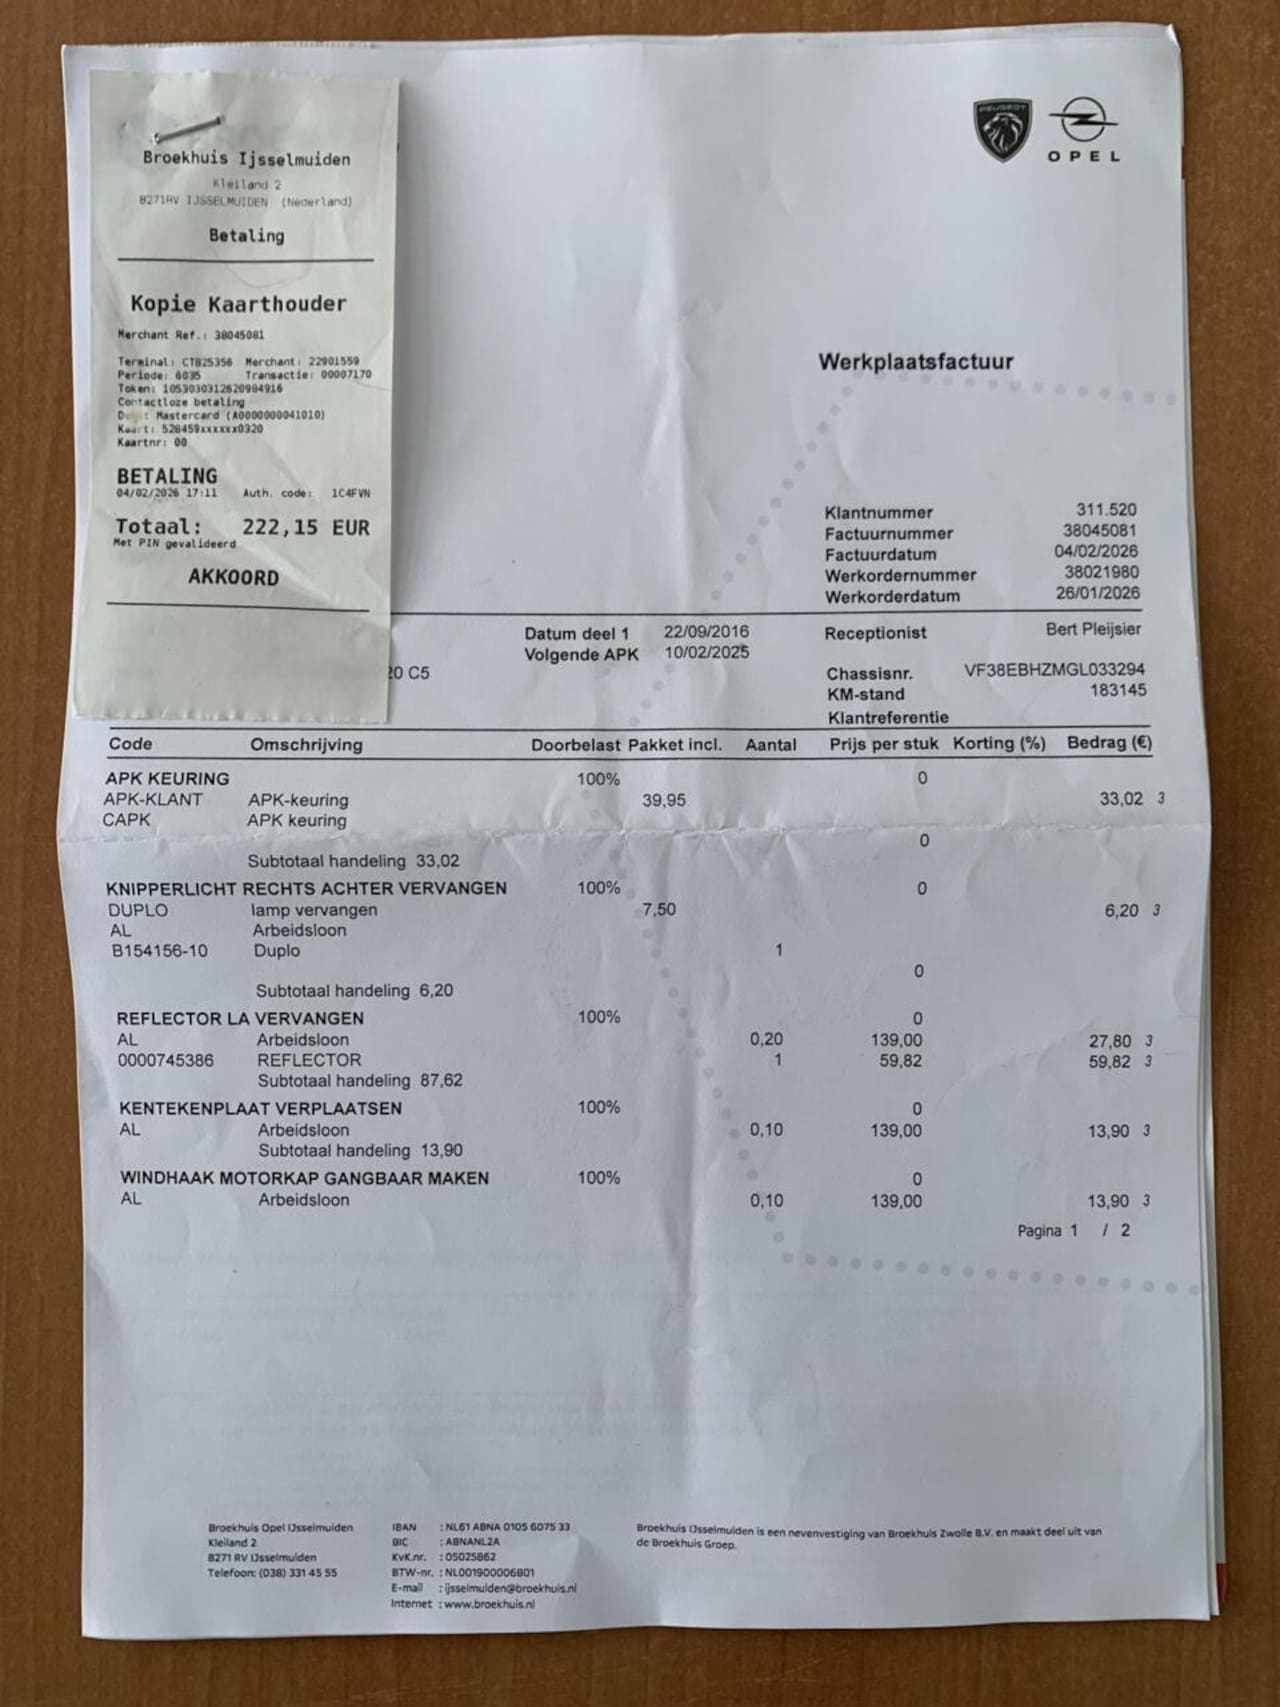 Broekhuis Ijsselmuiden
Kleiland 2
8271RV IJSSELMUIDEN (Nederland)
Betaling
Kopie Kaarthouder
Merchant Ref.: 38045081
Terminal: CT825356 Merchant: 22901559
Periode: 6035 Transactie: 00007170
Token: 1053030312620984916
Contactloze betaling
Mastercard (A0000000041010)
Kaart: 528459xxxxxx0320
Kaartnr: 00
BETALING
04/02/2026 17:11 Auth. code: 1C4FVN
Totaal: 222,15 EUR
Met PIN gevalideerd
AKKOORD
PEUGEOT
OPEL
Werkplaatsfactuur
Klantnummer 311.520
Factuurnummer 38045081
Factuurdatum 04/02/2026
Werkordernummer 38021980
Werkorderdatum 26/01/2026
Datum deel 1 22/09/2016 Receptionist Bert Pleijsier
Volgende APK 10/02/2025
C5 Chassisnr. VF38EBHZMGL033294
KM-stand 183145
Klantreferentie
Code Omschrijving Doorbelast Pakket incl. Aantal Prijs per stuk Korting (%) Bedrag (€)
APK KEURING 100% 0
APK-KLANT APK-keuring 39,95 33,02 3
CAPK APK keuring
0
Subtotaal handeling 33,02
KNIPPERLICHT RECHTS ACHTER VERVANGEN 100% 0
DUPLO lamp vervangen 7,50 6,20 3
AL Arbeidsloon
B154156-10 Duplo 1
0
Subtotaal handeling 6,20
REFLECTOR LA VERVANGEN 100% 0
AL Arbeidsloon 0,20 139,00 27,80 3
0000745386 REFLECTOR 1 59,82 59,82 3
Subtotaal handeling 87,62
KENTEKENPLAAT VERPLAATSEN 100% 0
AL Arbeidsloon 0,10 139,00 13,90 3
Subtotaal handeling 13,90
WINDHAAK MOTORKAP GANGBAAR MAKEN 100% 0
AL Arbeidsloon 0,10 139,00 13,90 3
Pagina 1 / 2
Broekhuis Opel IJsselmuiden
Kleiland 2
8271 RV IJsselmuiden
Telefoon: (038) 331 45 55
IBAN : NL61 ABNA 0105 6075 33
BIC : ABNANL2A
KvK.nr. : 05025862
BTW-nr. : NL001900006B01
E-mail : ijsselmuiden@broekhuis.nl
Internet : www.broekhuis.nl
Broekhuis IJsselmuiden is een nevenvestiging van Broekhuis Zwolle B.V. en maakt deel uit van
de Broekhuis Groep.